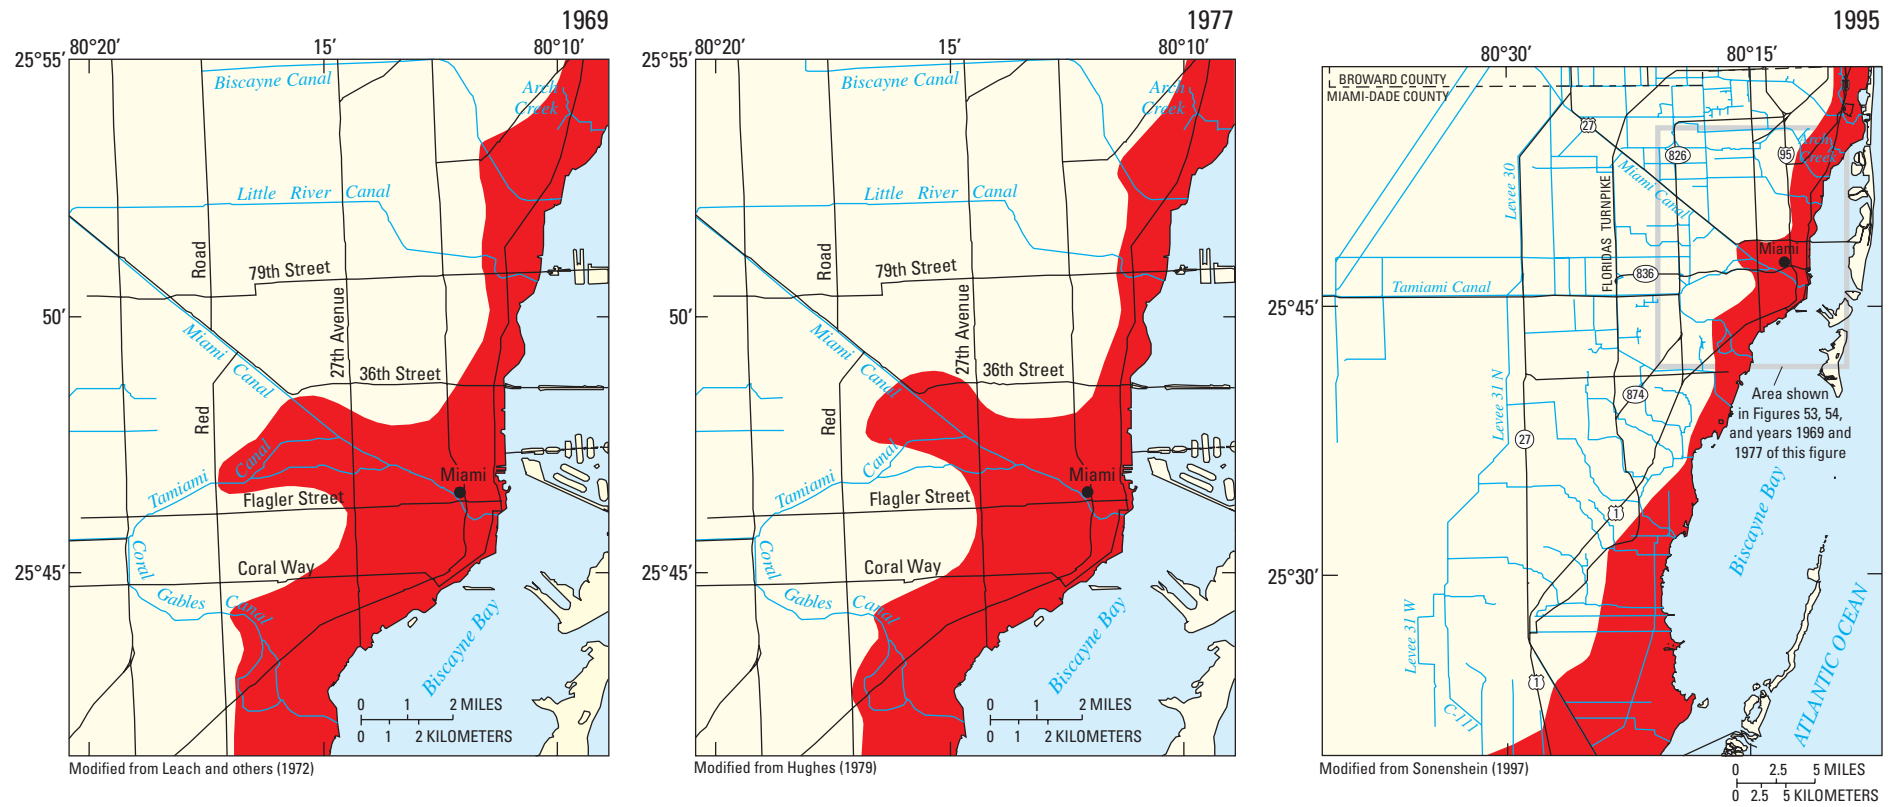 1969
80°20'
15'
80°10'
25°55'
50'
25°45'
Biscayne Canal
Arch
Creek
Little River Canal
Road
79th Street
27th Avenue
Miami
Canal
36th Street
Red
Canal
Tamiami
Miami
Flagler Street
Coral
Coral Way
Gables Canal
Biscayne Bay
0 1 2 MILES
0 1 2 KILOMETERS
Modified from Leach and others (1972)
1977
80°20'
15'
80°10'
25°55'
50'
25°45'
Biscayne Canal
Arch
Creek
Little River Canal
Road
79th Street
27th Avenue
Miami
Canal
36th Street
Red
Canal
Tamiami
Miami
Flagler Street
Coral
Coral Way
Gables Canal
Biscayne Bay
0 1 2 MILES
0 1 2 KILOMETERS
Modified from Hughes (1979)
1995
80°30'
80°15'
25°45'
25°30'
BROWARD COUNTY
MIAMI-DADE COUNTY
27
826
95
Archy
Creek
Levee 30
FLORIDAS TURNPIKE
Miami Canal
Miami
836
Tamiami Canal
Levee 31 N
874
27
Area shown
in Figures 53, 54,
and years 1969 and
1977 of this figure
1
Biscayne Bay
Levee 31 W
1
C-111
ATLANTIC OCEAN
Modified from Sonenshein (1997)
0 2.5 5 MILES
0 2.5 5 KILOMETERS